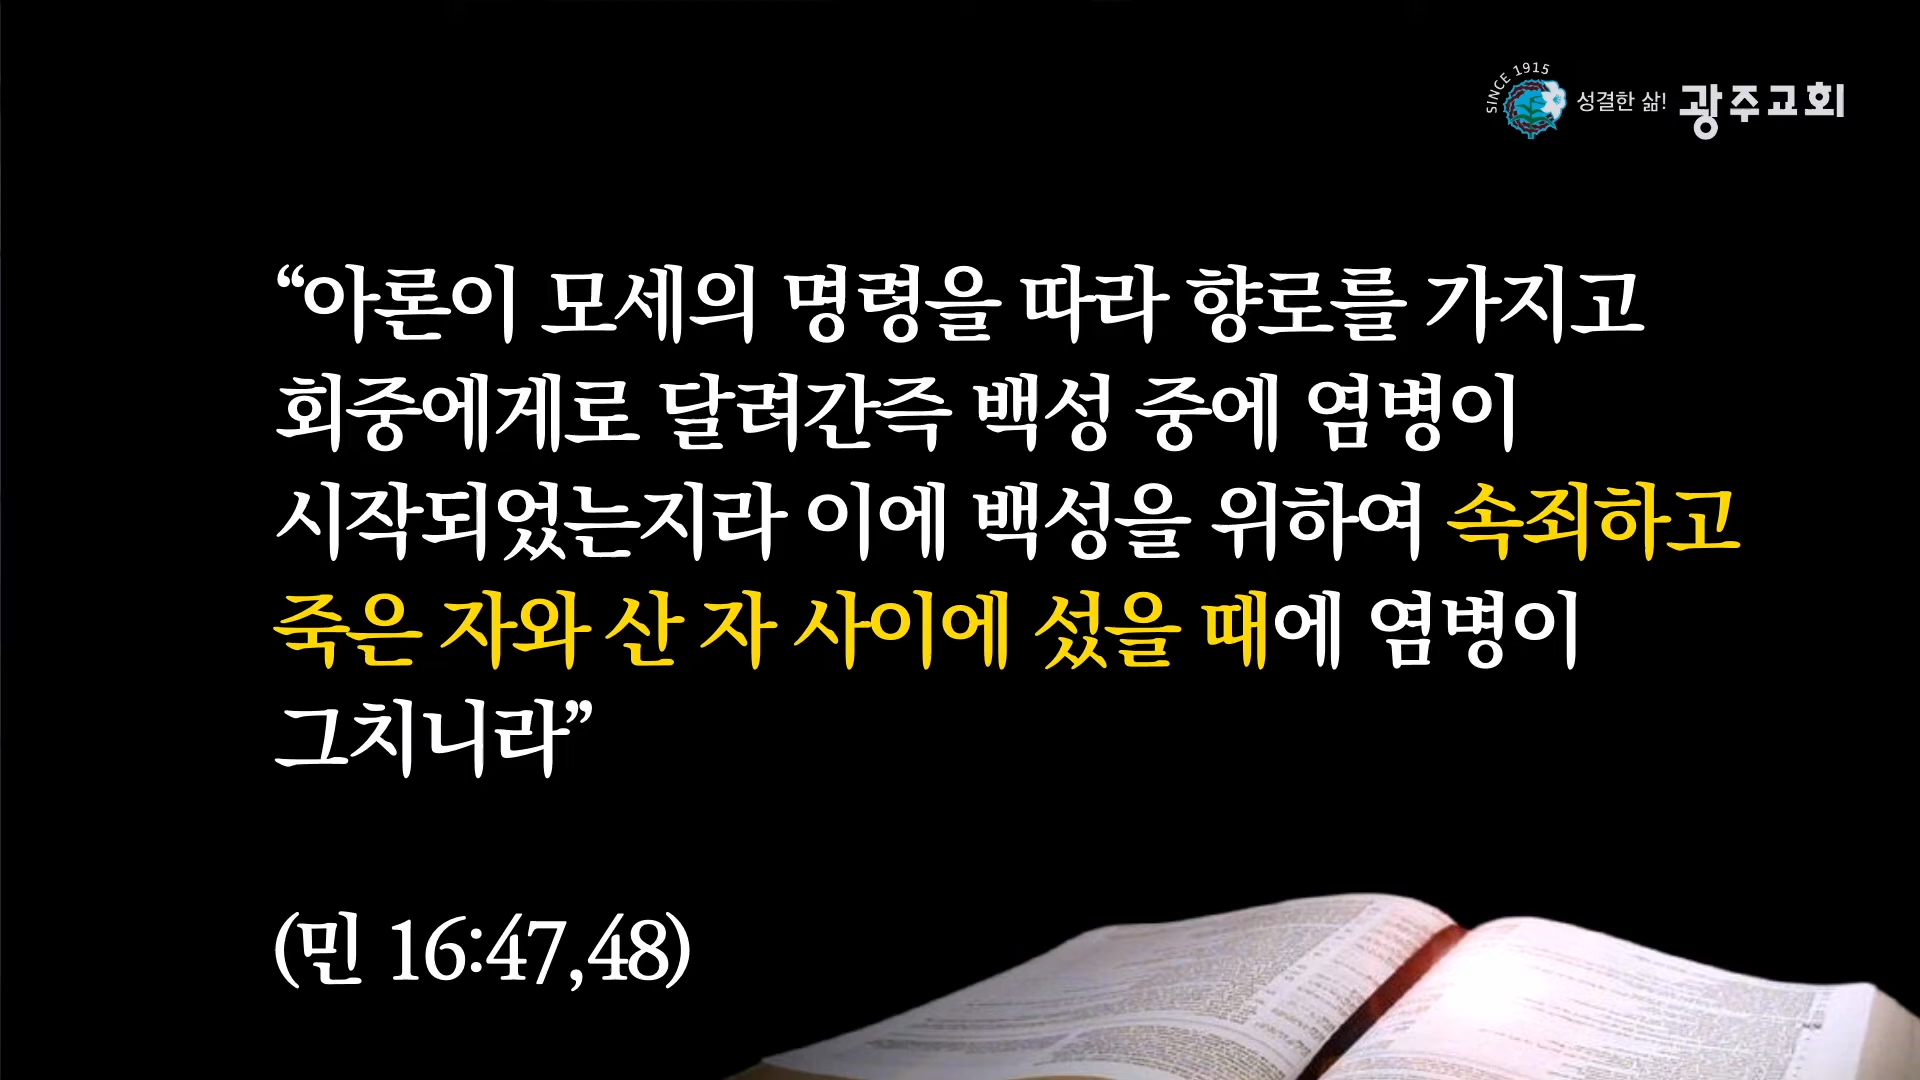 SINCE 1915
성결한 삶! 광주교회
“아론이 모세의 명령을 따라 향로를 가지고
회중에게로 달려간즉 백성 중에 염병이
시작되었는지라 이에 백성을 위하여 속죄하고
죽은 자와 산 자 사이에 섰을 때에 염병이
그치니라”
(민 16:47,48)